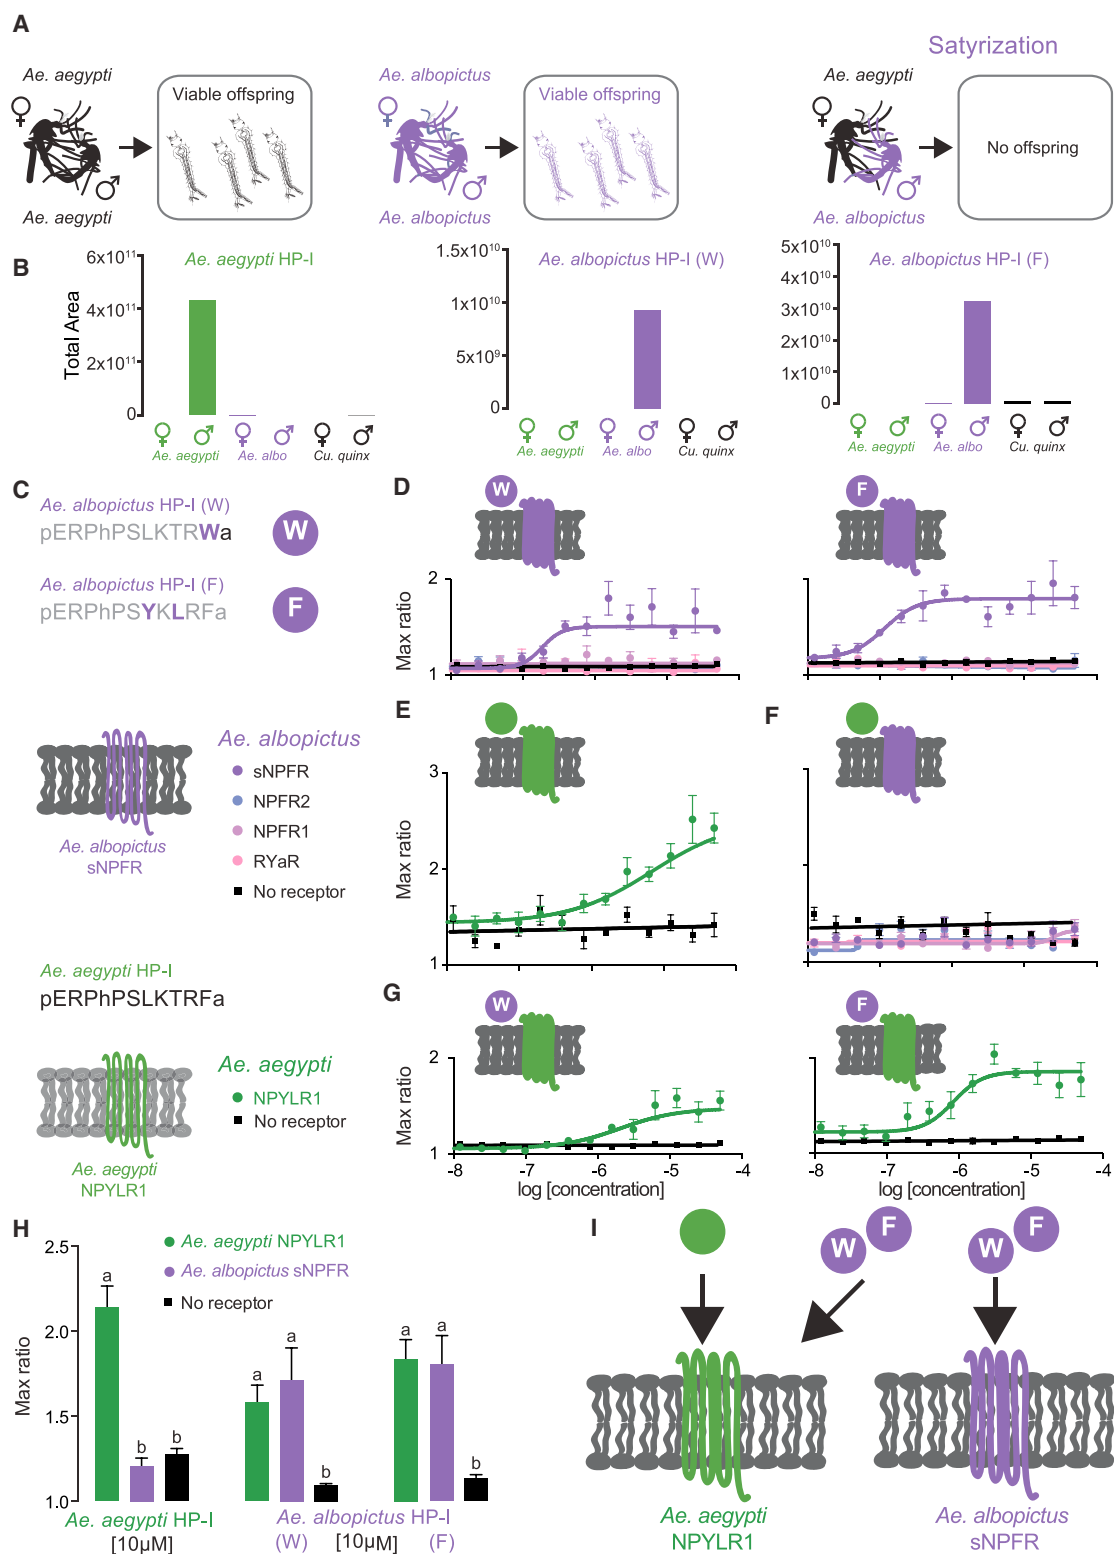 A
Satyrization
Ae. aegypti
Viable offspring
Ae. aegypti
Ae. albopictus
Viable offspring
Ae. albopictus
Ae. aegypti
No offspring
Ae. albopictus
B
Total Area
6x10¹¹
4x10¹¹
2x10¹¹
0
Ae. aegypti HP-I
♀ ♂ ♀ ♂ ♀ ♂
Ae. aegypti Ae. albo Cu. quinx
1.5x10¹⁰
1x10¹⁰
5x10⁹
0
Ae. albopictus HP-I (W)
♀ ♂ ♀ ♂ ♀ ♂
Ae. aegypti Ae. albo Cu. quinx
5x10¹⁰
4x10¹⁰
3x10¹⁰
2x10¹⁰
1x10¹⁰
0
Ae. albopictus HP-I (F)
♀ ♂ ♀ ♂ ♀ ♂
Ae. aegypti Ae. albo Cu. quinx
C
Ae. albopictus HP-I (W)
pERPhPSLKTRWa
W
Ae. albopictus HP-I (F)
pERPhPSYKLRFa
F
Ae. albopictus
sNPFR
Ae. albopictus
sNPFR
NPFR2
NPFR1
RYaR
No receptor
Ae. aegypti HP-I
pERPhPSLKTRFa
Ae. aegypti
NPYLR1
Ae. aegypti
NPYLR1
No receptor
D
W
Max ratio
2
1
F
Max ratio
2
1
E
Max ratio
3
2
1
F
Max ratio
G
W
Max ratio
2
1
-8 -7 -6 -5 -4
log [concentration]
F
Max ratio
2
1
-8 -7 -6 -5 -4
log [concentration]
H
Max ratio
2.5
2.0
1.5
1.0
Ae. aegypti NPYLR1
Ae. albopictus sNPFR
No receptor
a b b
a a b
a a b
Ae. aegypti HP-I
[10µM]
Ae. albopictus HP-I
(W) [10µM] (F)
I
W F
W F
Ae. aegypti
NPYLR1
Ae. albopictus
sNPFR